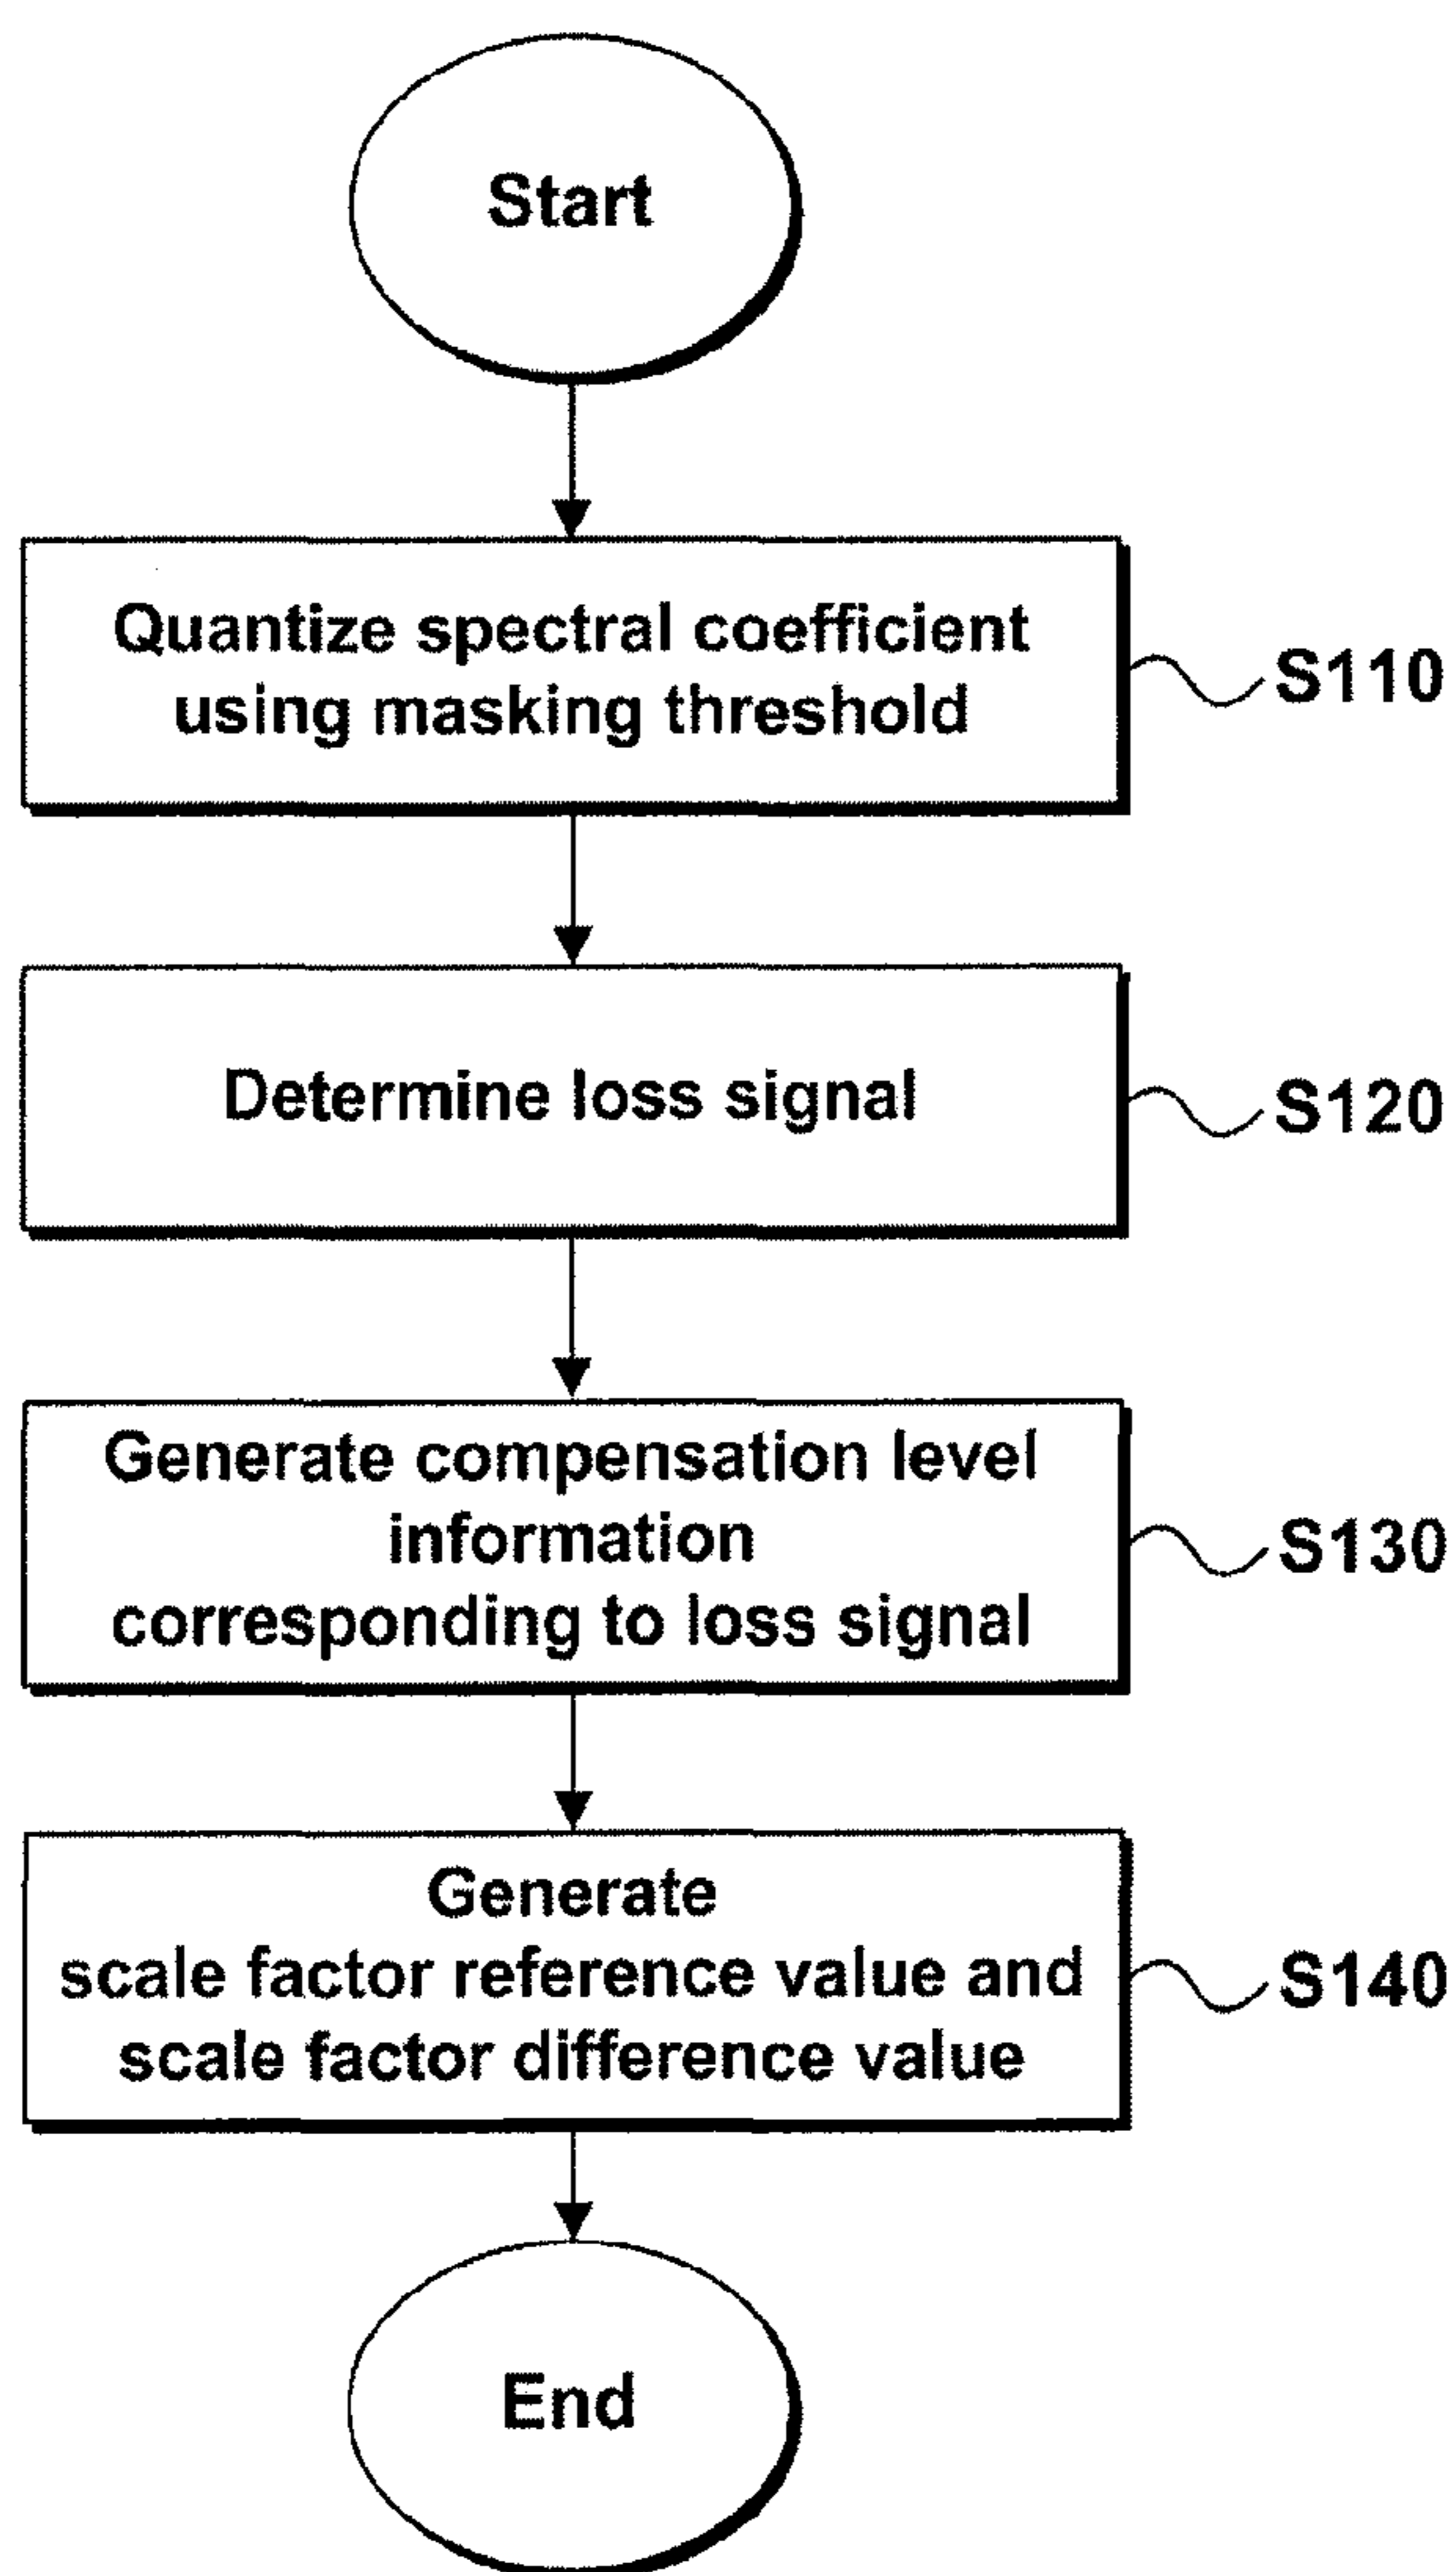 Start
Quantize spectral coefficient
using masking threshold
S110
Determine loss signal
S120
Generate compensation level
information
corresponding to loss signal
S130
Generate
scale factor reference value and
scale factor difference value
S140
End